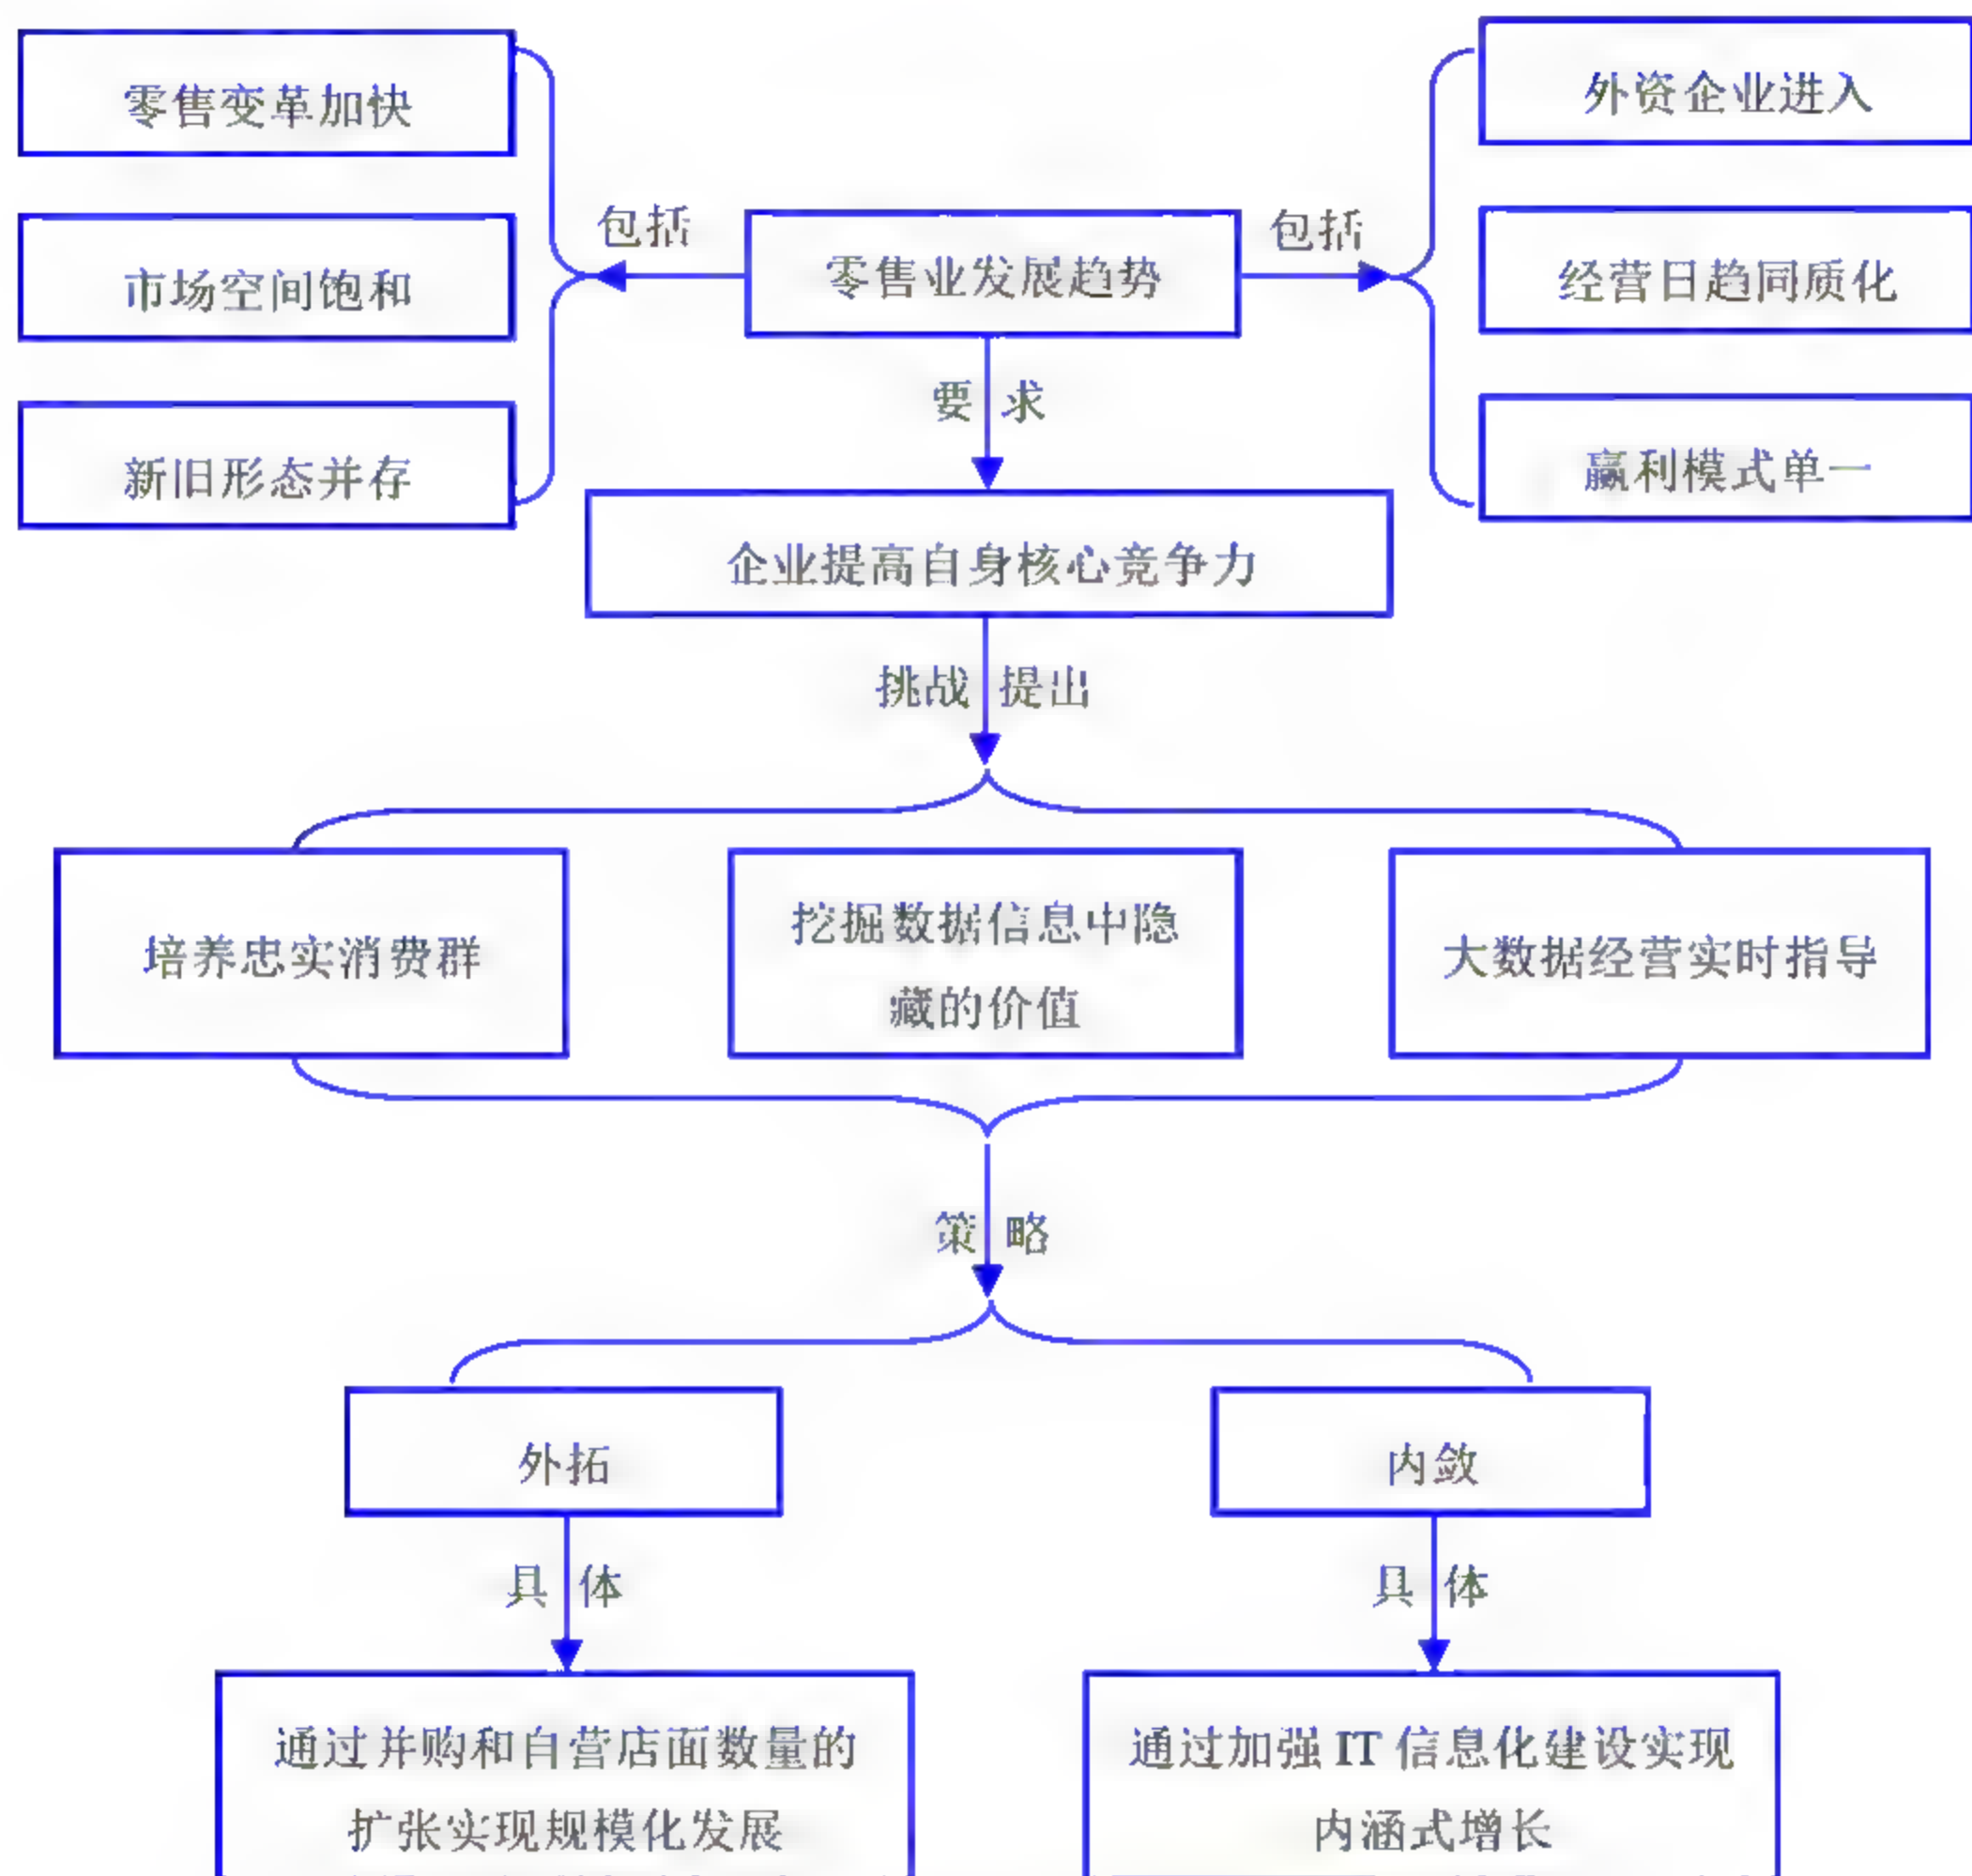 零售变革加快
外资企业进入
包括
包括
市场空间饱和
零售业发展趋势
经营日趋同质化
要 求
新旧形态并存
赢利模式单一
企业提高自身核心竞争力
挑战 提出
培养忠实消费群
挖掘数据信息中隐
藏的价值
大数据经营实时指导
策 略
外拓
内敛
具 体
具 体
通过并购和自营店面数量的
扩张实现规模化发展
通过加强 IT 信息化建设实现
内涵式增长